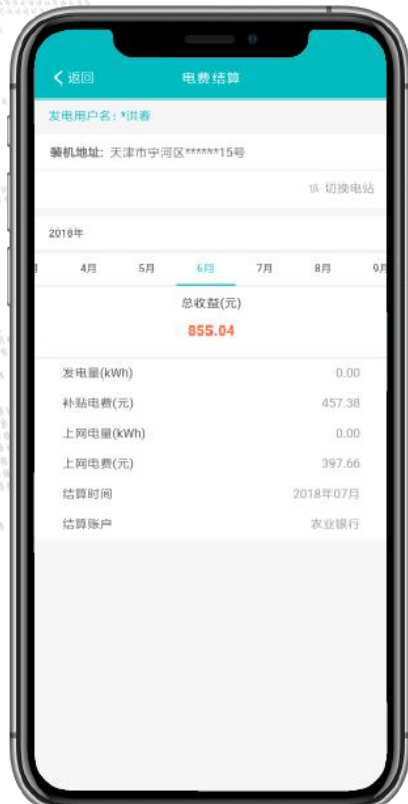 返回 电费结算
发电用户名：*洪春
装机地址: 天津市宁河区******15号
切换电站
2018年
4月 5月 6月 7月 8月 9月
总收益(元)
855.04
发电量(kWh) 0.00
补贴电费(元) 457.38
上网电量(kWh) 0.00
上网电费(元) 397.66
结算时间 2018年07月
结算账户 农业银行